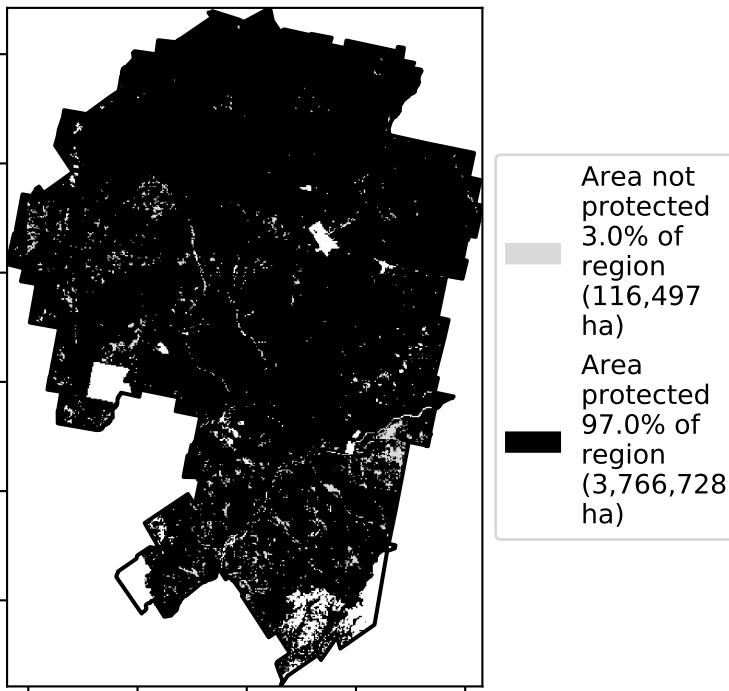 Area not
protected
3.0% of
region
(116,497
ha)
Area
protected
97.0% of
region
(3,766,728
ha)